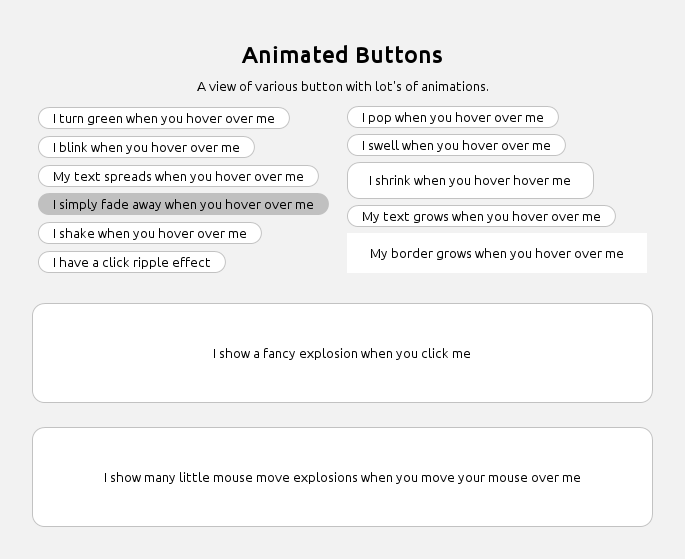 Animated Buttons
A view of various button with lot's of animations.
I turn green when you hover over me
I blink when you hover over me
My text spreads when you hover over me
I simply fade away when you hover over me
I shake when you hover over me
I have a click ripple effect
I pop when you hover over me
I swell when you hover over me
I shrink when you hover hover me
My text grows when you hover over me
My border grows when you hover over me
I show a fancy explosion when you click me
I show many little mouse move explosions when you move your mouse over me